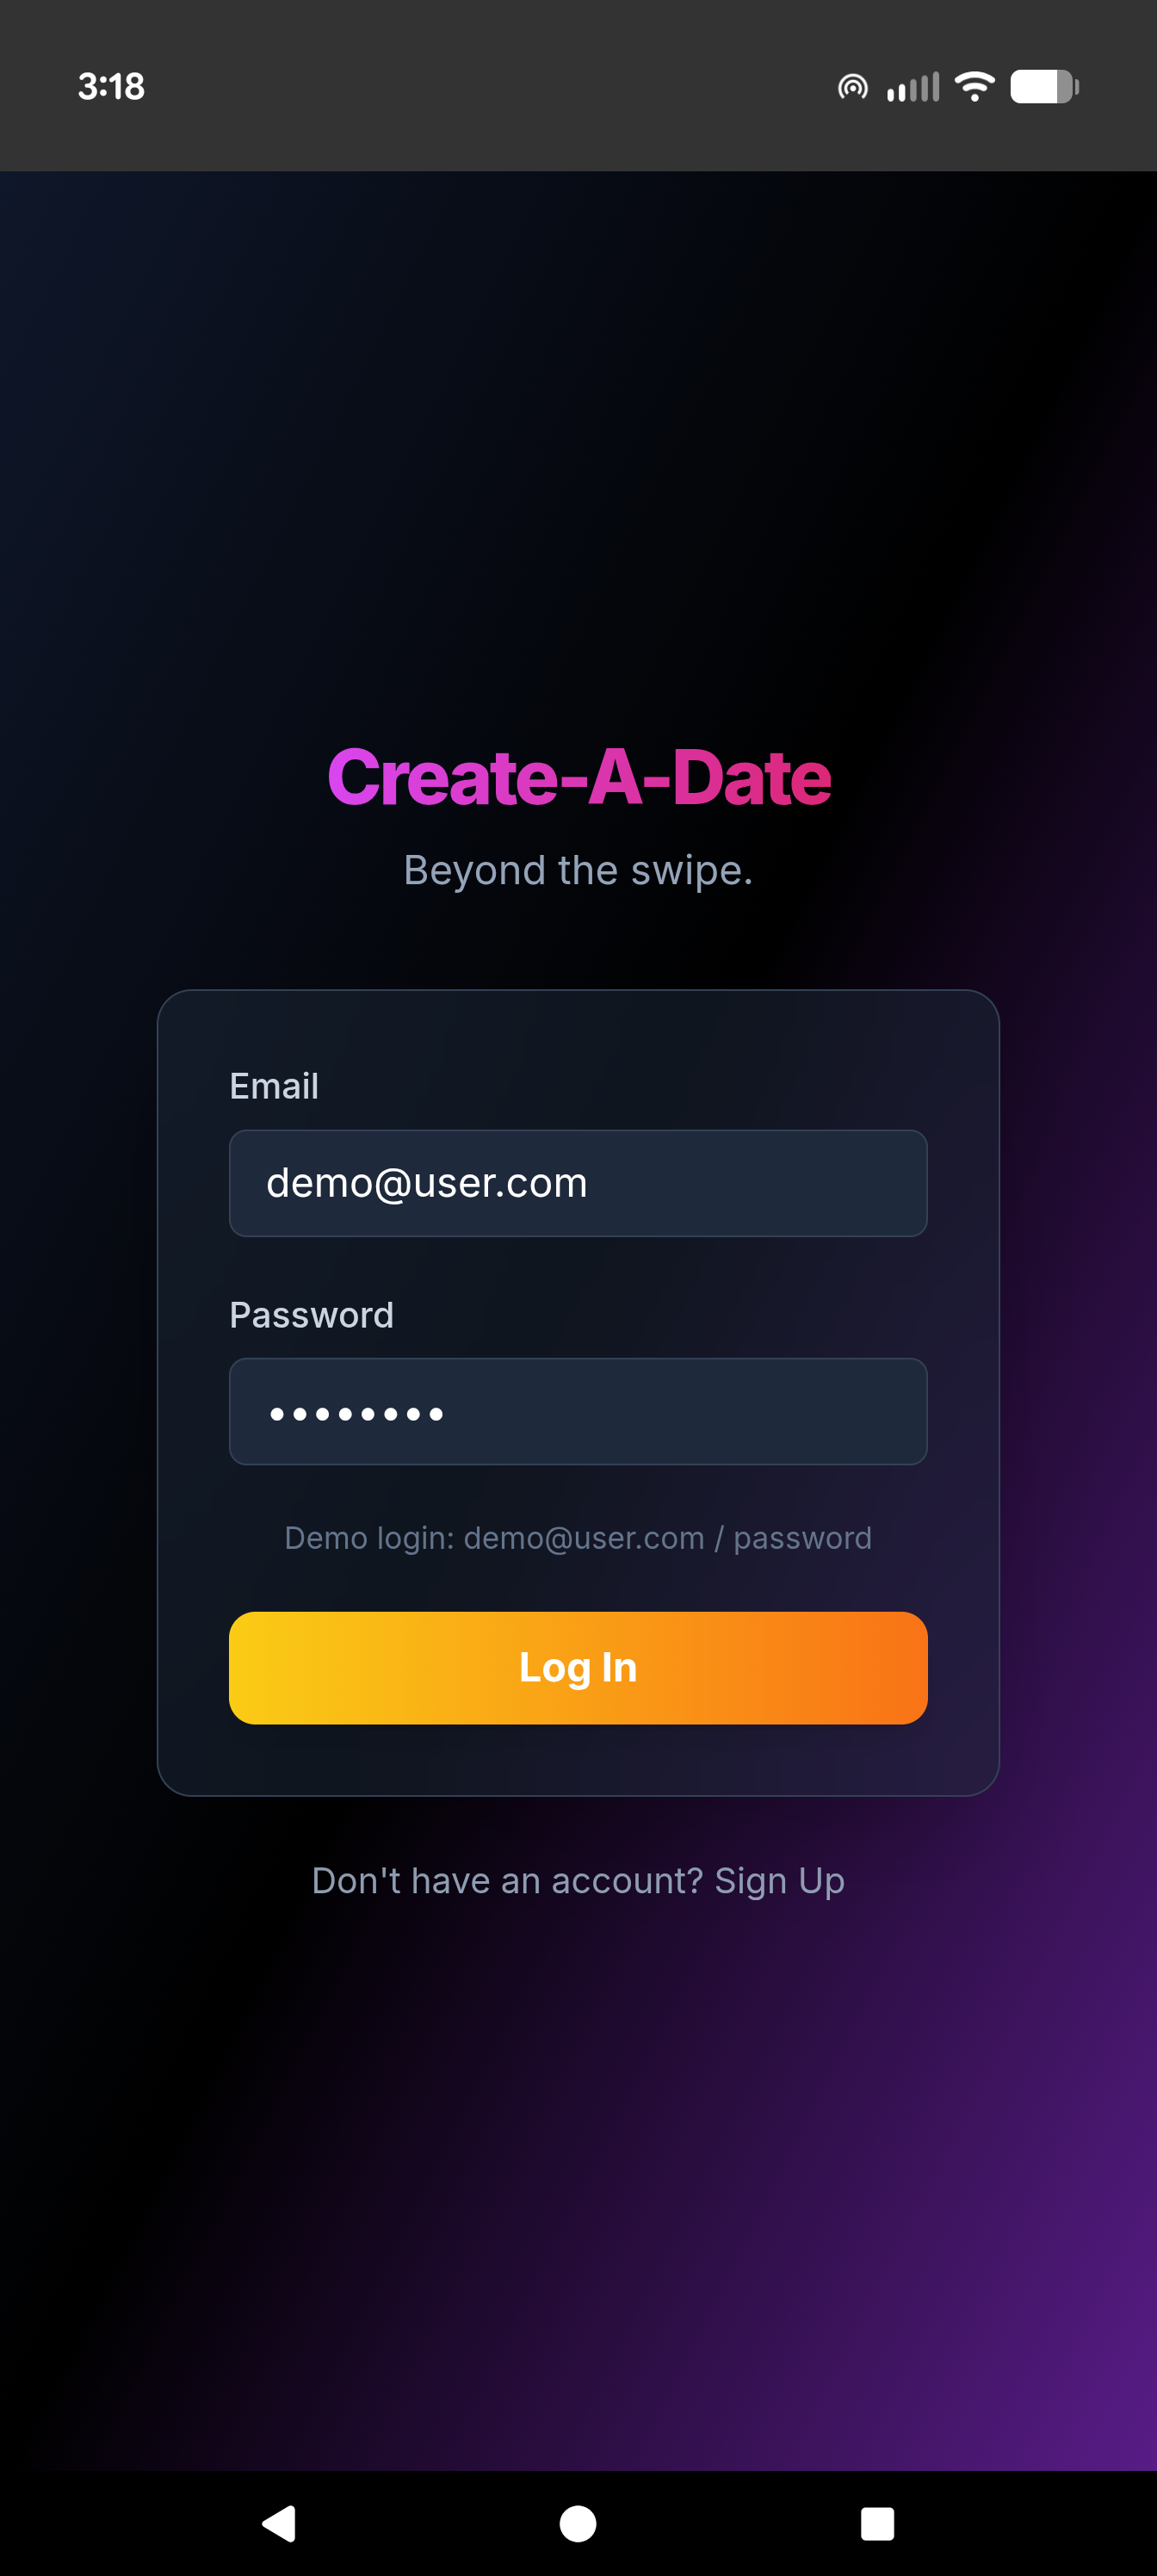 3:18
Create-A-Date
Beyond the swipe.
Email
demo@user.com
Password
••••••••
Demo login: demo@user.com / password
Log In
Don't have an account? Sign Up